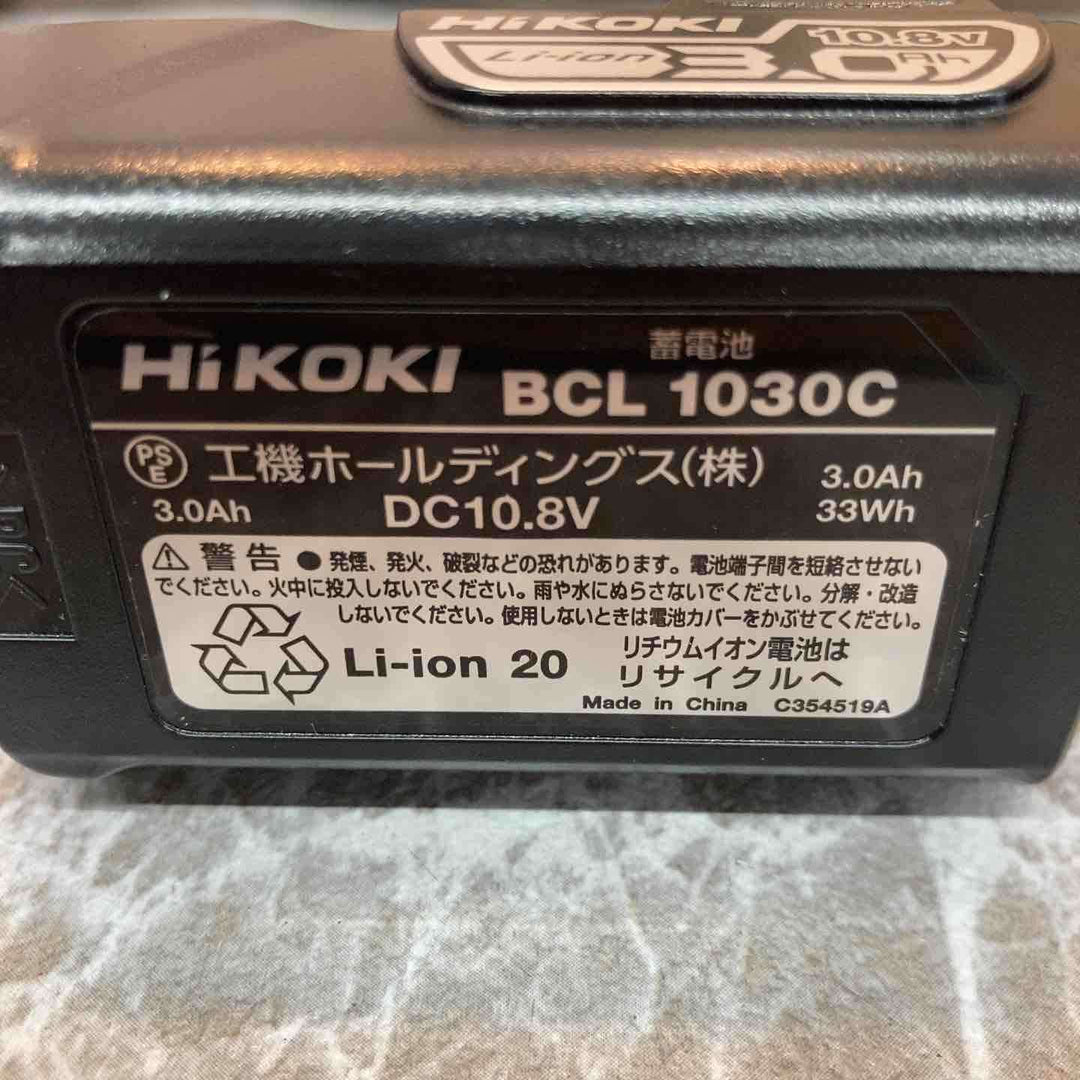 HiKOKI
10.8V
Li-ion 3.0Ah
HiKOKI
蓄電池
BCL 1030C
PSE 工機ホールディングス(株)
3.0Ah
3.0Ah DC10.8V 33Wh
警告 ● 発煙、発火、破裂などの恐れがあります。電池端子間を短絡させない
でください。火中に投入しないでください。雨や水にぬらさないでください。分解・改造
しないでください。使用しないときは電池カバーをかぶせてください。
Li-ion 20
リチウムイオン電池は
リサイクルへ
Made in China C354519A